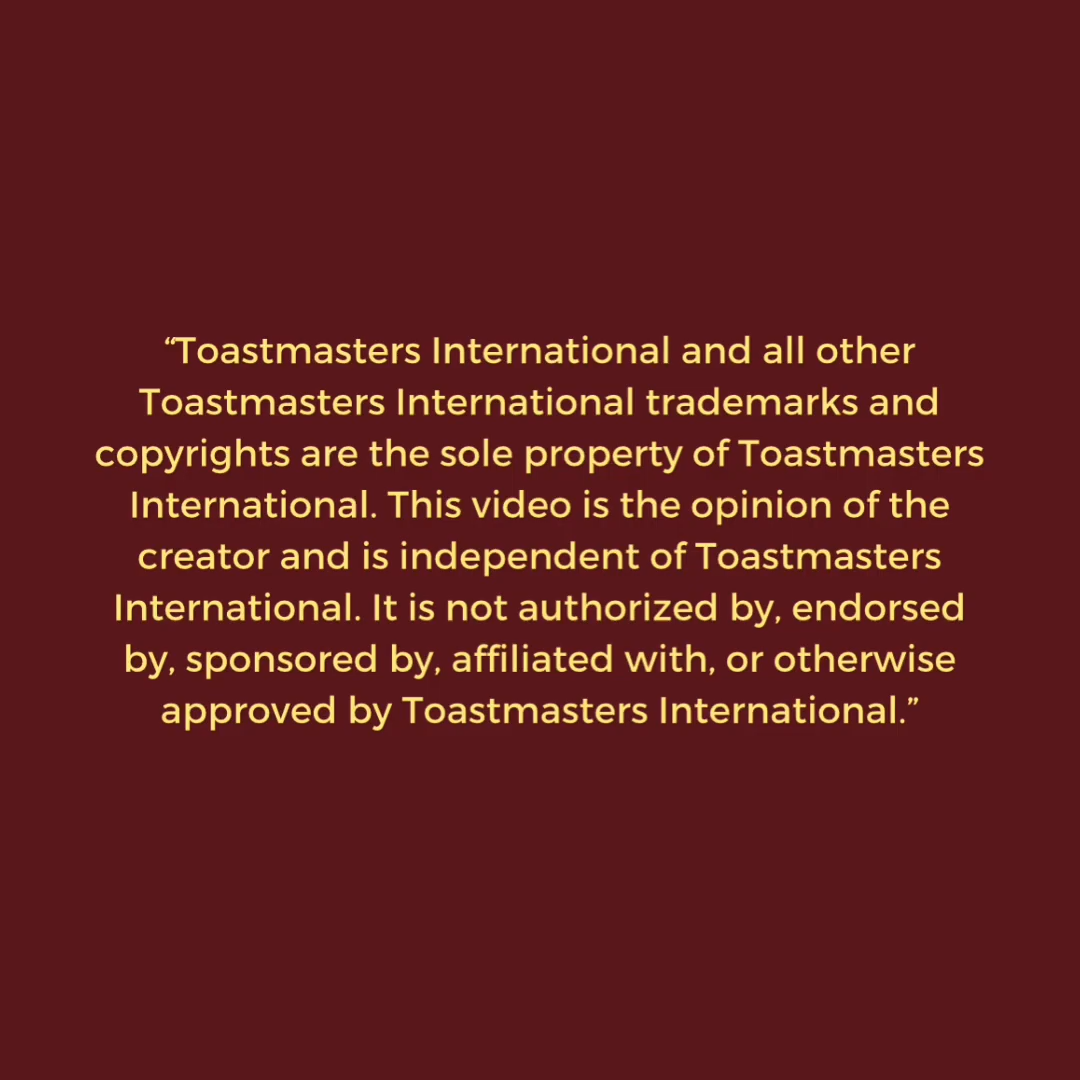 “Toastmasters International and all other
Toastmasters International trademarks and
copyrights are the sole property of Toastmasters
International. This video is the opinion of the
creator and is independent of Toastmasters
International. It is not authorized by, endorsed
by, sponsored by, affiliated with, or otherwise
approved by Toastmasters International.”